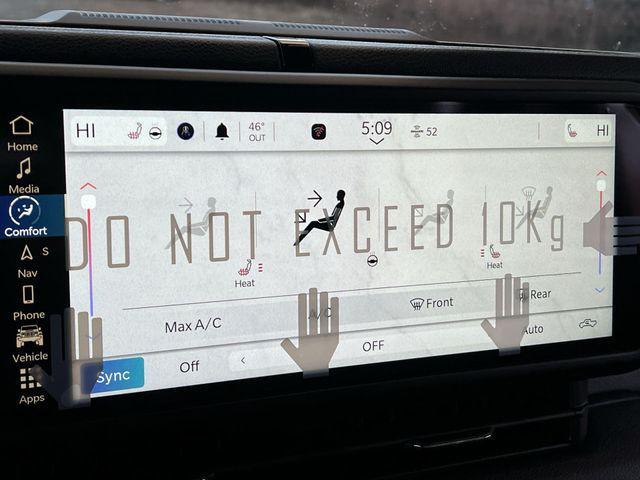 HI 46° OUT 5:09 52 HI
Home
Media
Comfort
S
Nav
Phone
Vehicle
Apps
DO NOT EXCEED 10Kg
Heat Heat
Max A/C A/C Front Rear
Sync Off OFF Auto